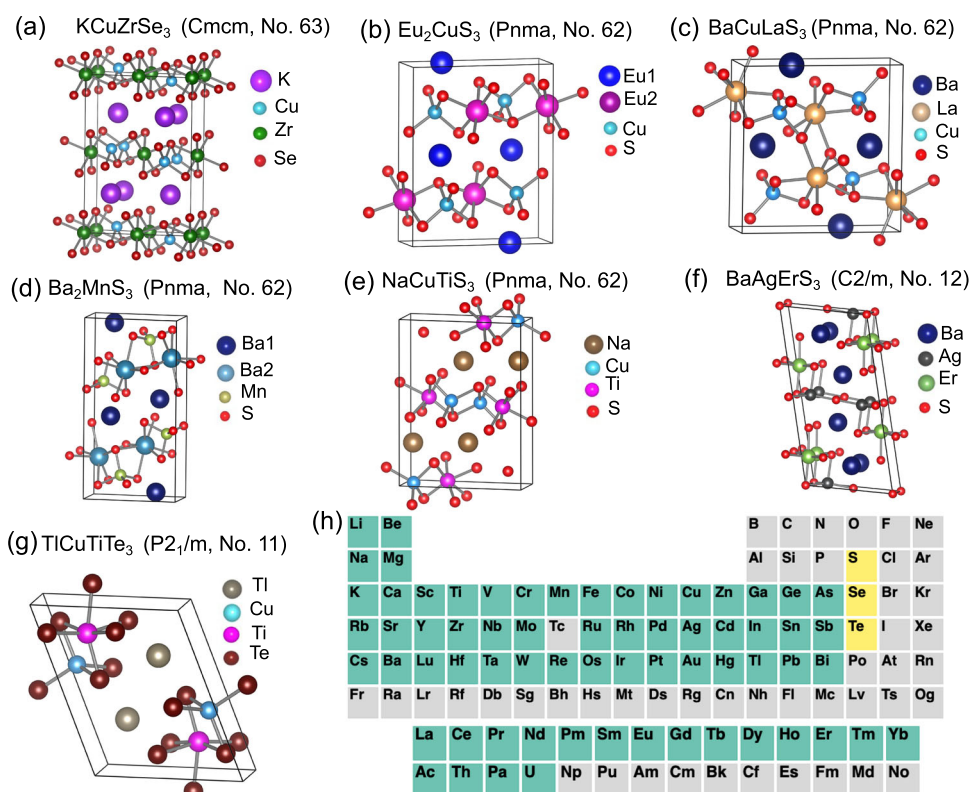 (a) KCuZrSe₃ (Cmcm, No. 63)
K
Cu
Zr
Se
(b) Eu₂CuS₃ (Pnma, No. 62)
Eu1
Eu2
Cu
S
(c) BaCuLaS₃ (Pnma, No. 62)
Ba
La
Cu
S
(d) Ba₂MnS₃ (Pnma, No. 62)
Ba1
Ba2
Mn
S
(e) NaCuTiS₃ (Pnma, No. 62)
Na
Cu
Ti
S
(f) BaAgErS₃ (C2/m, No. 12)
Ba
Ag
Er
S
(g) TlCuTiTe₃ (P2₁/m, No. 11)
Tl
Cu
Ti
Te
(h)
Li Be B C N O F Ne
Na Mg Al Si P S Cl Ar
K Ca Sc Ti V Cr Mn Fe Co Ni Cu Zn Ga Ge As Se Br Kr
Rb Sr Y Zr Nb Mo Tc Ru Rh Pd Ag Cd In Sn Sb Te I Xe
Cs Ba Lu Hf Ta W Re Os Ir Pt Au Hg Tl Pb Bi Po At Rn
Fr Ra Lr Rf Db Sg Bh Hs Mt Ds Rg Cn Nh Fl Mc Lv Ts Og
La Ce Pr Nd Pm Sm Eu Gd Tb Dy Ho Er Tm Yb
Ac Th Pa U Np Pu Am Cm Bk Cf Es Fm Md No